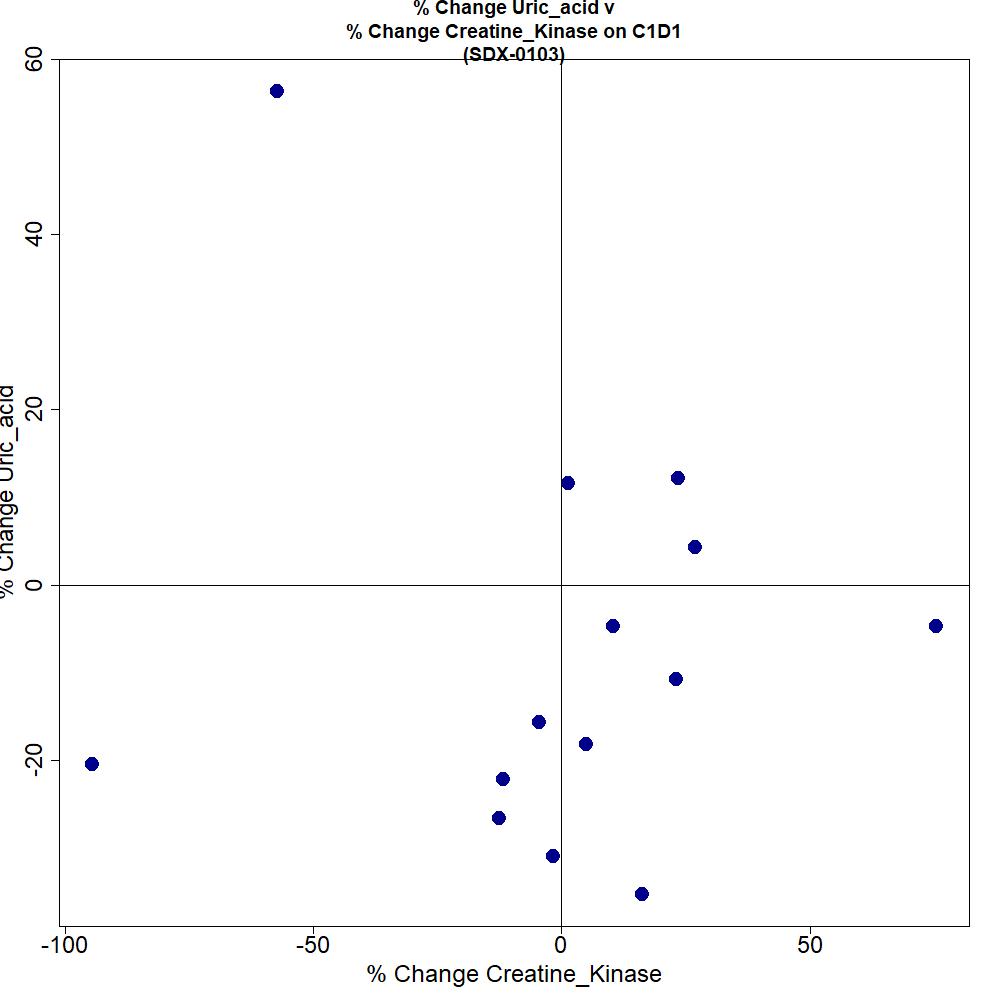 % Change Uric_acid v
% Change Creatine_Kinase on C1D1
(SDX-0103)
60
40
20
0
-20
% Change Uric_acid
-100
-50
0
50
% Change Creatine_Kinase